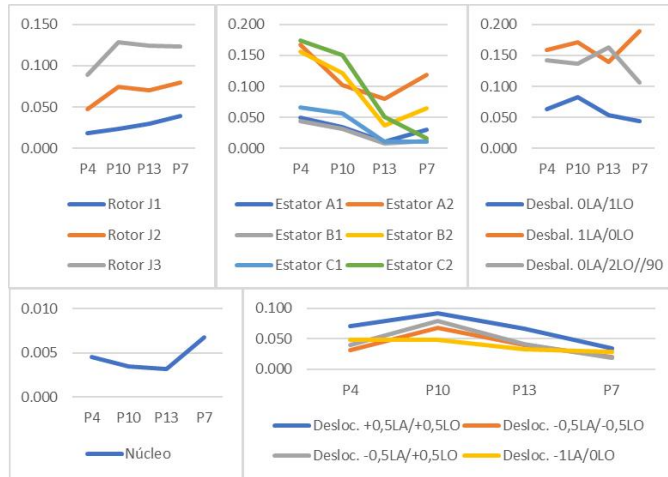 0.150
0.100
0.050
0.000
P4 P10 P13 P7
Rotor J1
Rotor J2
Rotor J3
0.200
0.150
0.100
0.050
0.000
P4 P10 P13 P7
Estator A1 Estator A2
Estator B1 Estator B2
Estator C1 Estator C2
0.200
0.150
0.100
0.050
0.000
P4 P10 P13 P7
Desbal. 0LA/1LO
Desbal. 1LA/0LO
Desbal. 0LA/2LO//90
0.010
0.005
0.000
P4 P10 P13 P7
Núcleo
0.100
0.050
0.000
P4 P10 P13 P7
Desloc. +0,5LA/+0,5LO Desloc. -0,5LA/-0,5LO
Desloc. -0,5LA/+0,5LO Desloc. -1LA/0LO